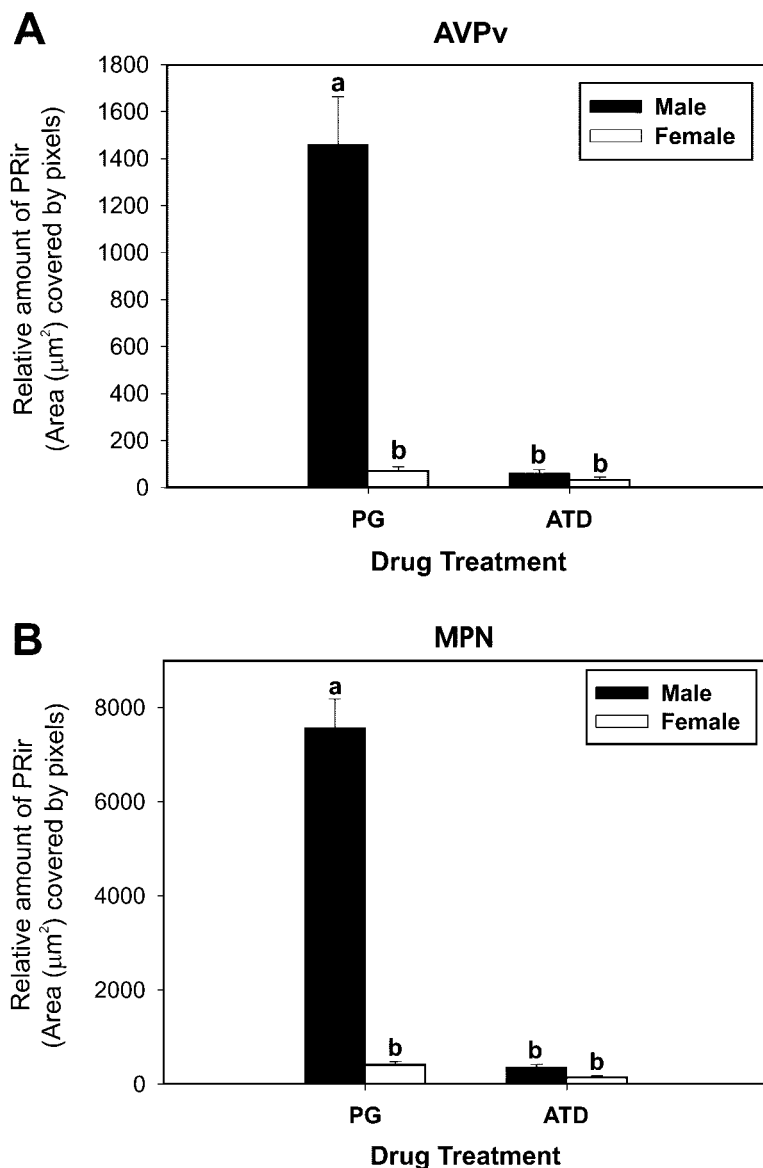 A
AVPv
1800
1600
1400
1200
1000
800
600
400
200
0
Relative amount of PRir
(Area (μm²) covered by pixels)
a
b
b
b
Male
Female
PG
ATD
Drug Treatment
B
MPN
8000
6000
4000
2000
0
Relative amount of PRir
(Area (μm²) covered by pixels)
a
b
b
b
Male
Female
PG
ATD
Drug Treatment